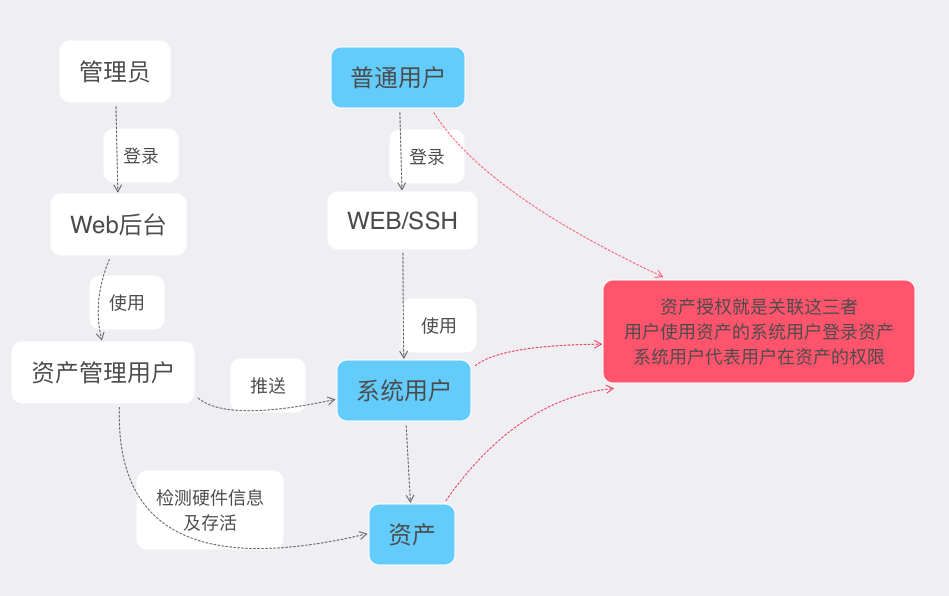 管理员
普通用户
登录
登录
Web后台
WEB/SSH
使用
资产授权就是关联这三者
用户使用资产的系统用户登录资产
系统用户代表用户在资产的权限
使用
资产管理用户
推送
系统用户
检测硬件信息
及存活
资产